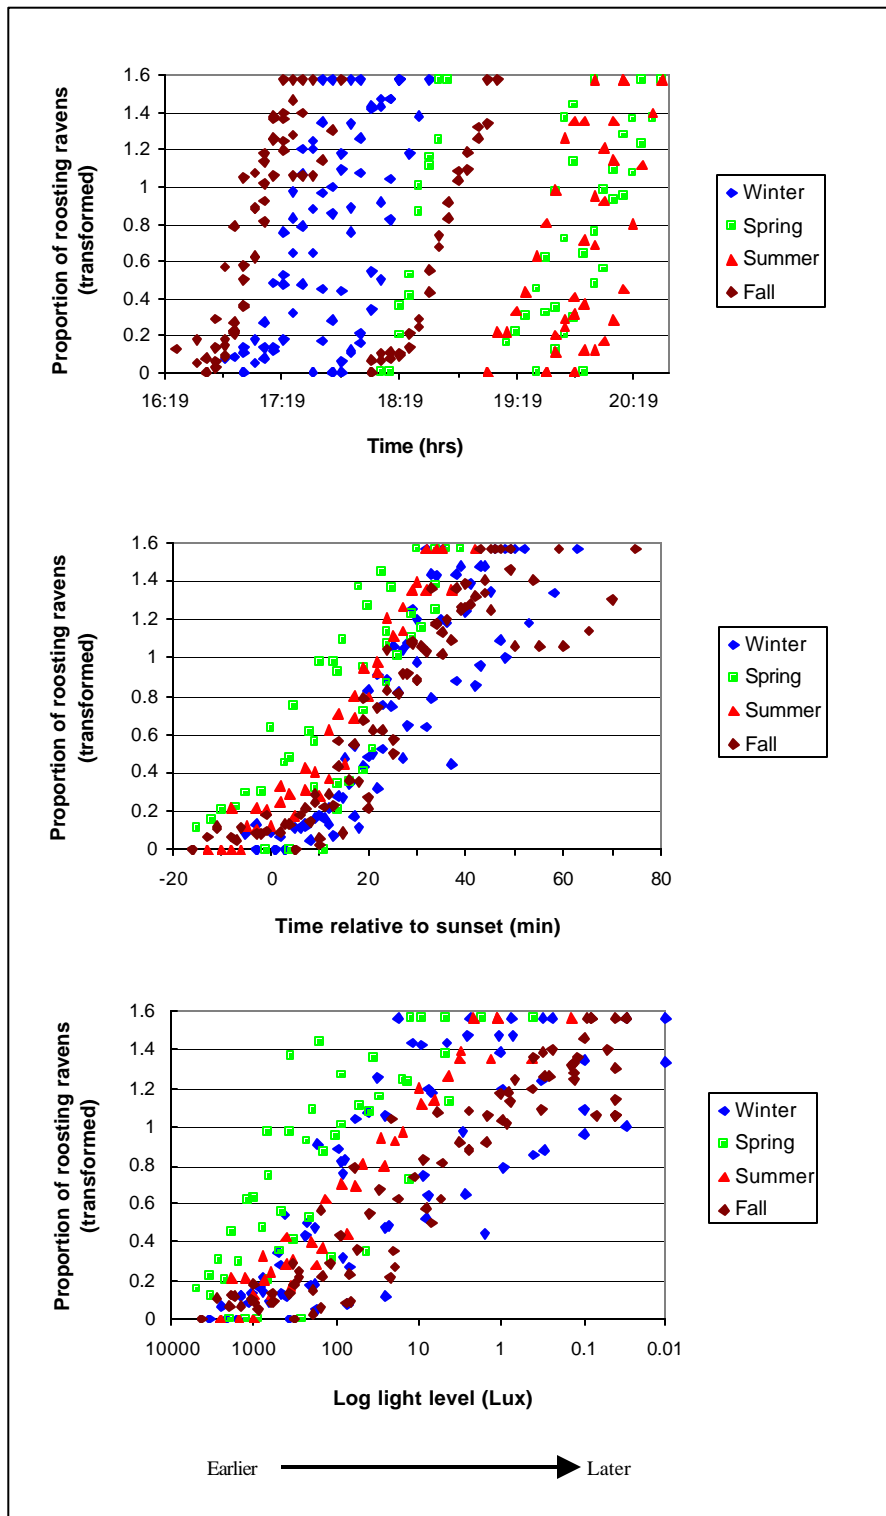 Proportion of roosting ravens
(transformed)
1.6
1.4
1.2
1
0.8
0.6
0.4
0.2
0
16:19 17:19 18:19 19:19 20:19
Time (hrs)
Winter
Spring
Summer
Fall
Proportion of roosting ravens
(transformed)
1.6
1.4
1.2
1
0.8
0.6
0.4
0.2
0
-20 0 20 40 60 80
Time relative to sunset (min)
Winter
Spring
Summer
Fall
Proportion of roosting ravens
(transformed)
1.6
1.4
1.2
1
0.8
0.6
0.4
0.2
0
10000 1000 100 10 1 0.1 0.01
Log light level (Lux)
Winter
Spring
Summer
Fall
Earlier Later